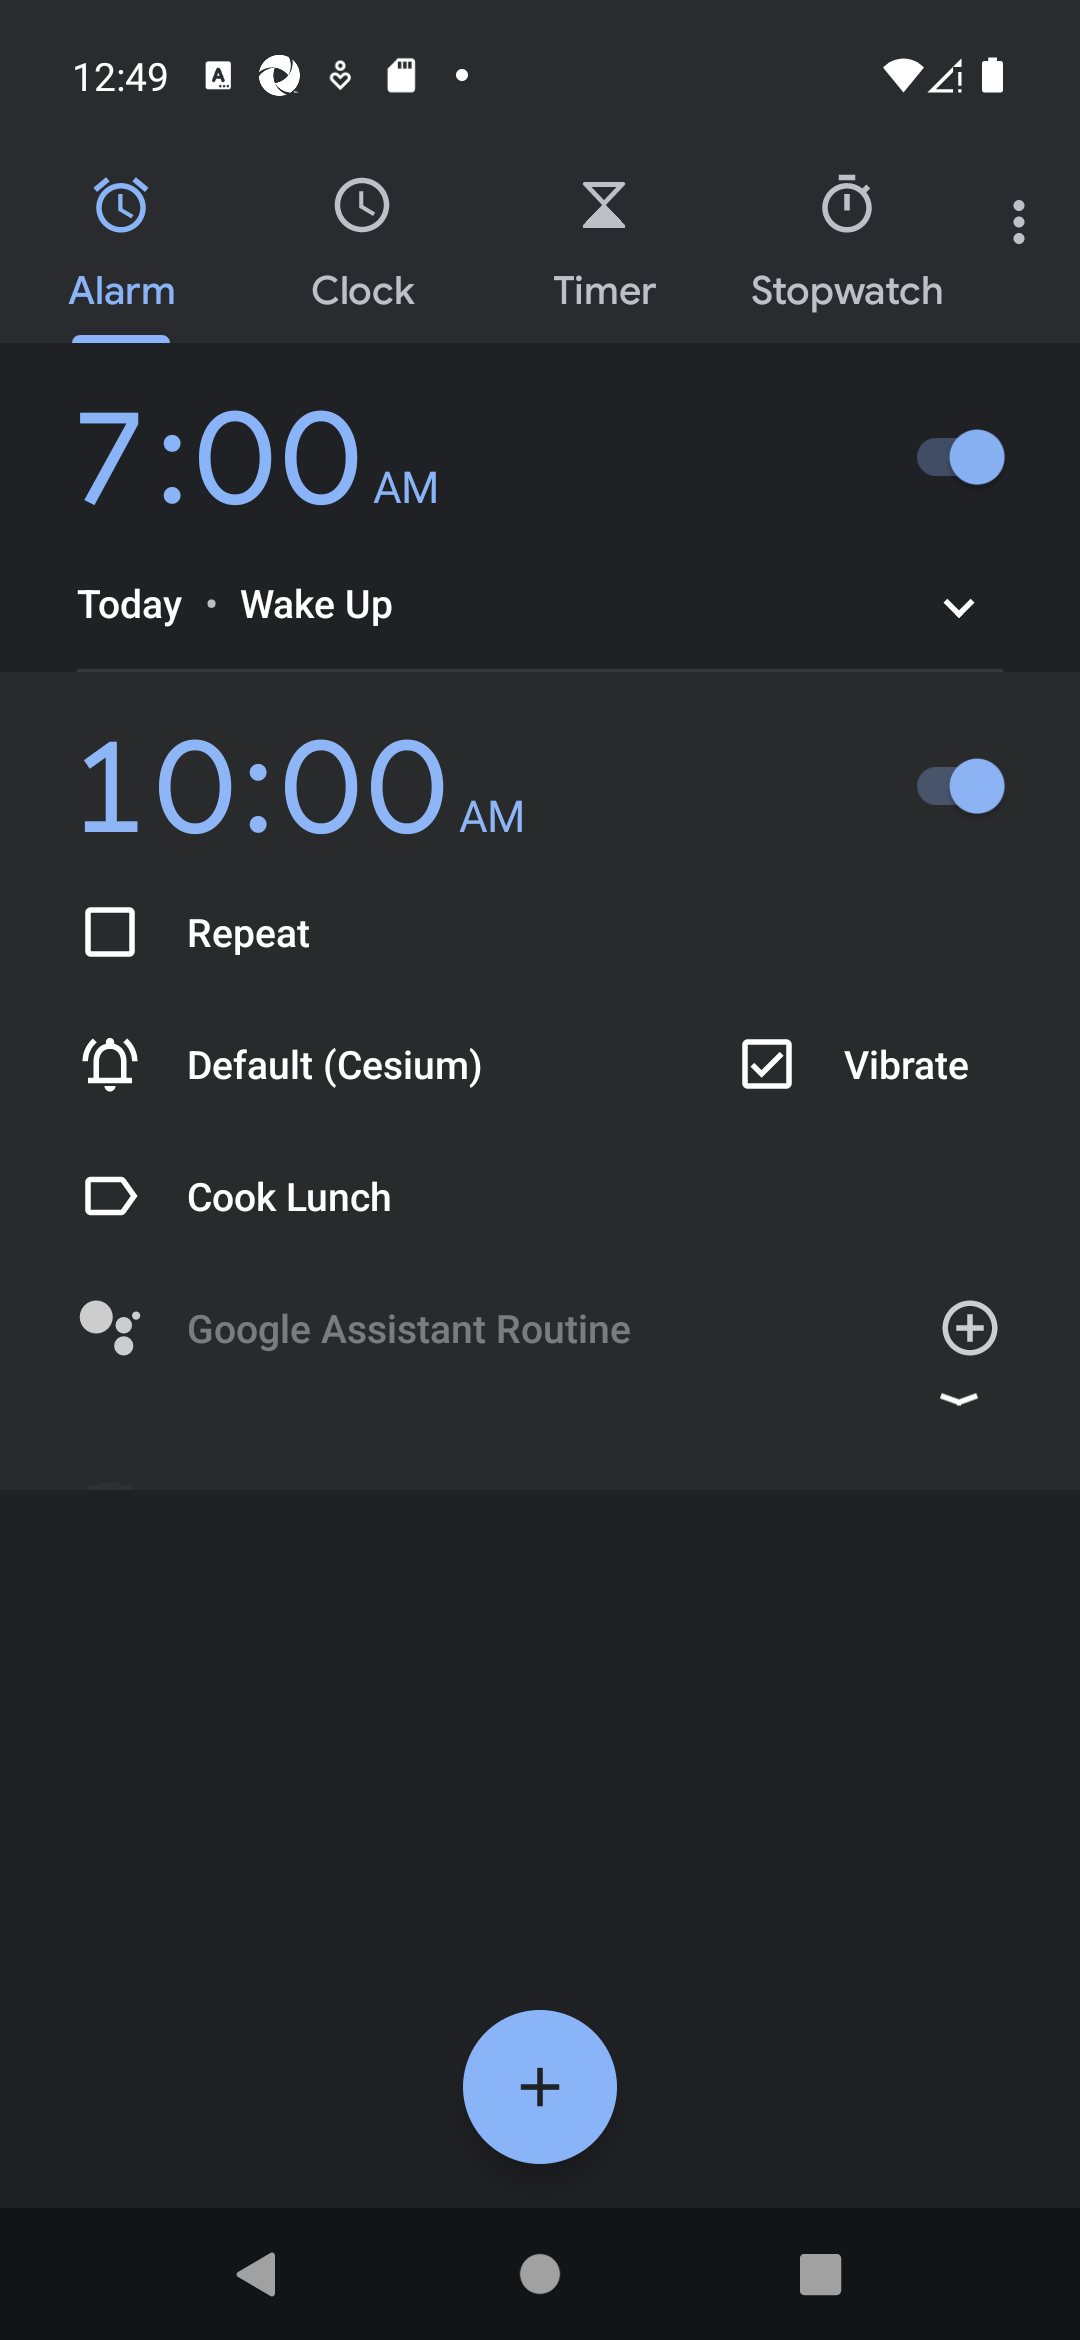 12:49
Alarm Clock Timer Stopwatch
7:00 AM
Today • Wake Up
10:00 AM
Repeat
Default (Cesium) Vibrate
Cook Lunch
Google Assistant Routine